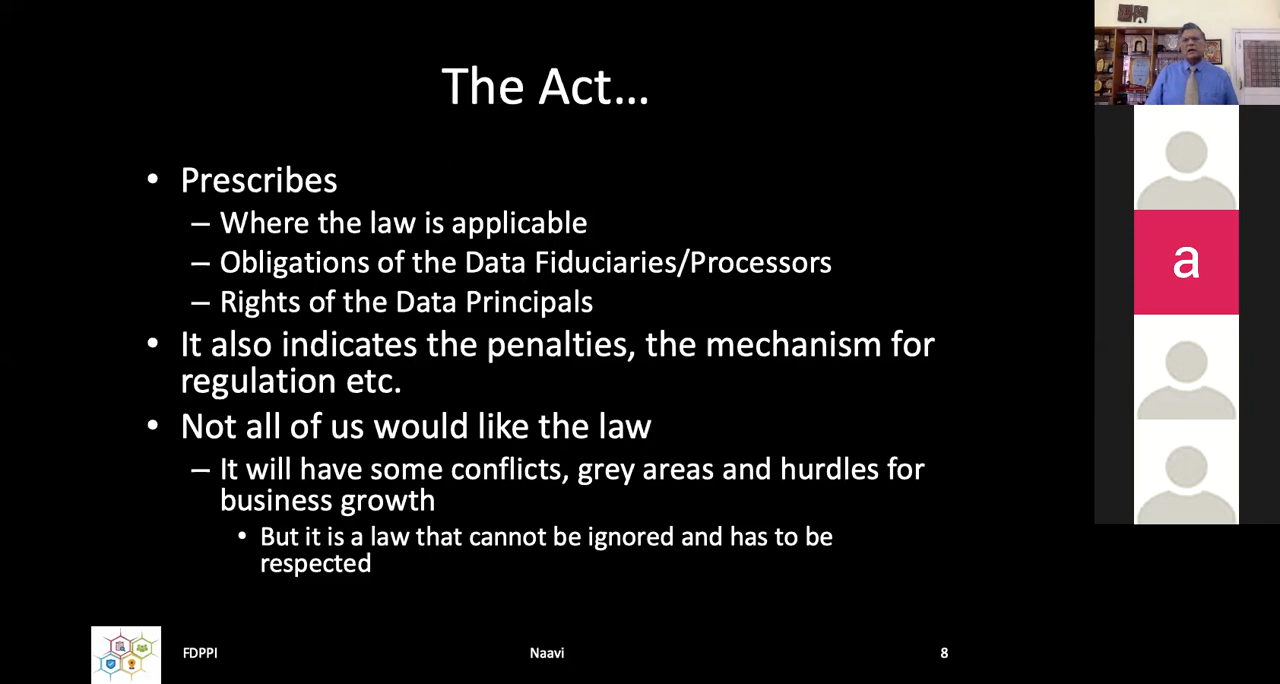 The Act...
• Prescribes
– Where the law is applicable
– Obligations of the Data Fiduciaries/Processors
– Rights of the Data Principals
• It also indicates the penalties, the mechanism for
regulation etc.
• Not all of us would like the law
– It will have some conflicts, grey areas and hurdles for
business growth
• But it is a law that cannot be ignored and has to be
respected
FDPPI
Naavi
8
a